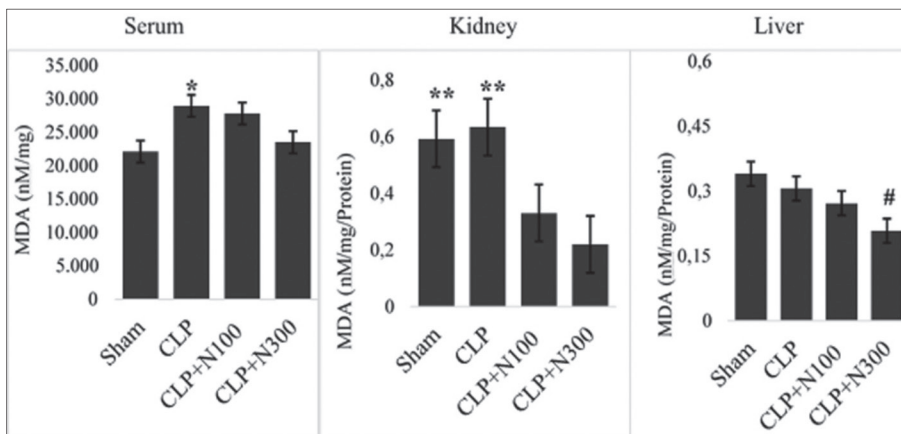 Serum
MDA (nM/mg)
35.000
30.000
25.000
20.000
15.000
10.000
5.000
0
*
Sham
CLP
CLP+N100
CLP+N300
Kidney
MDA (nM/mg/Protein)
0,8
0,6
0,4
0,2
0
**
**
Sham
CLP
CLP+N100
CLP+N300
Liver
MDA (nM/mg/Protein)
0,6
0,45
0,3
0,15
0
#
Sham
CLP
CLP+N100
CLP+N300